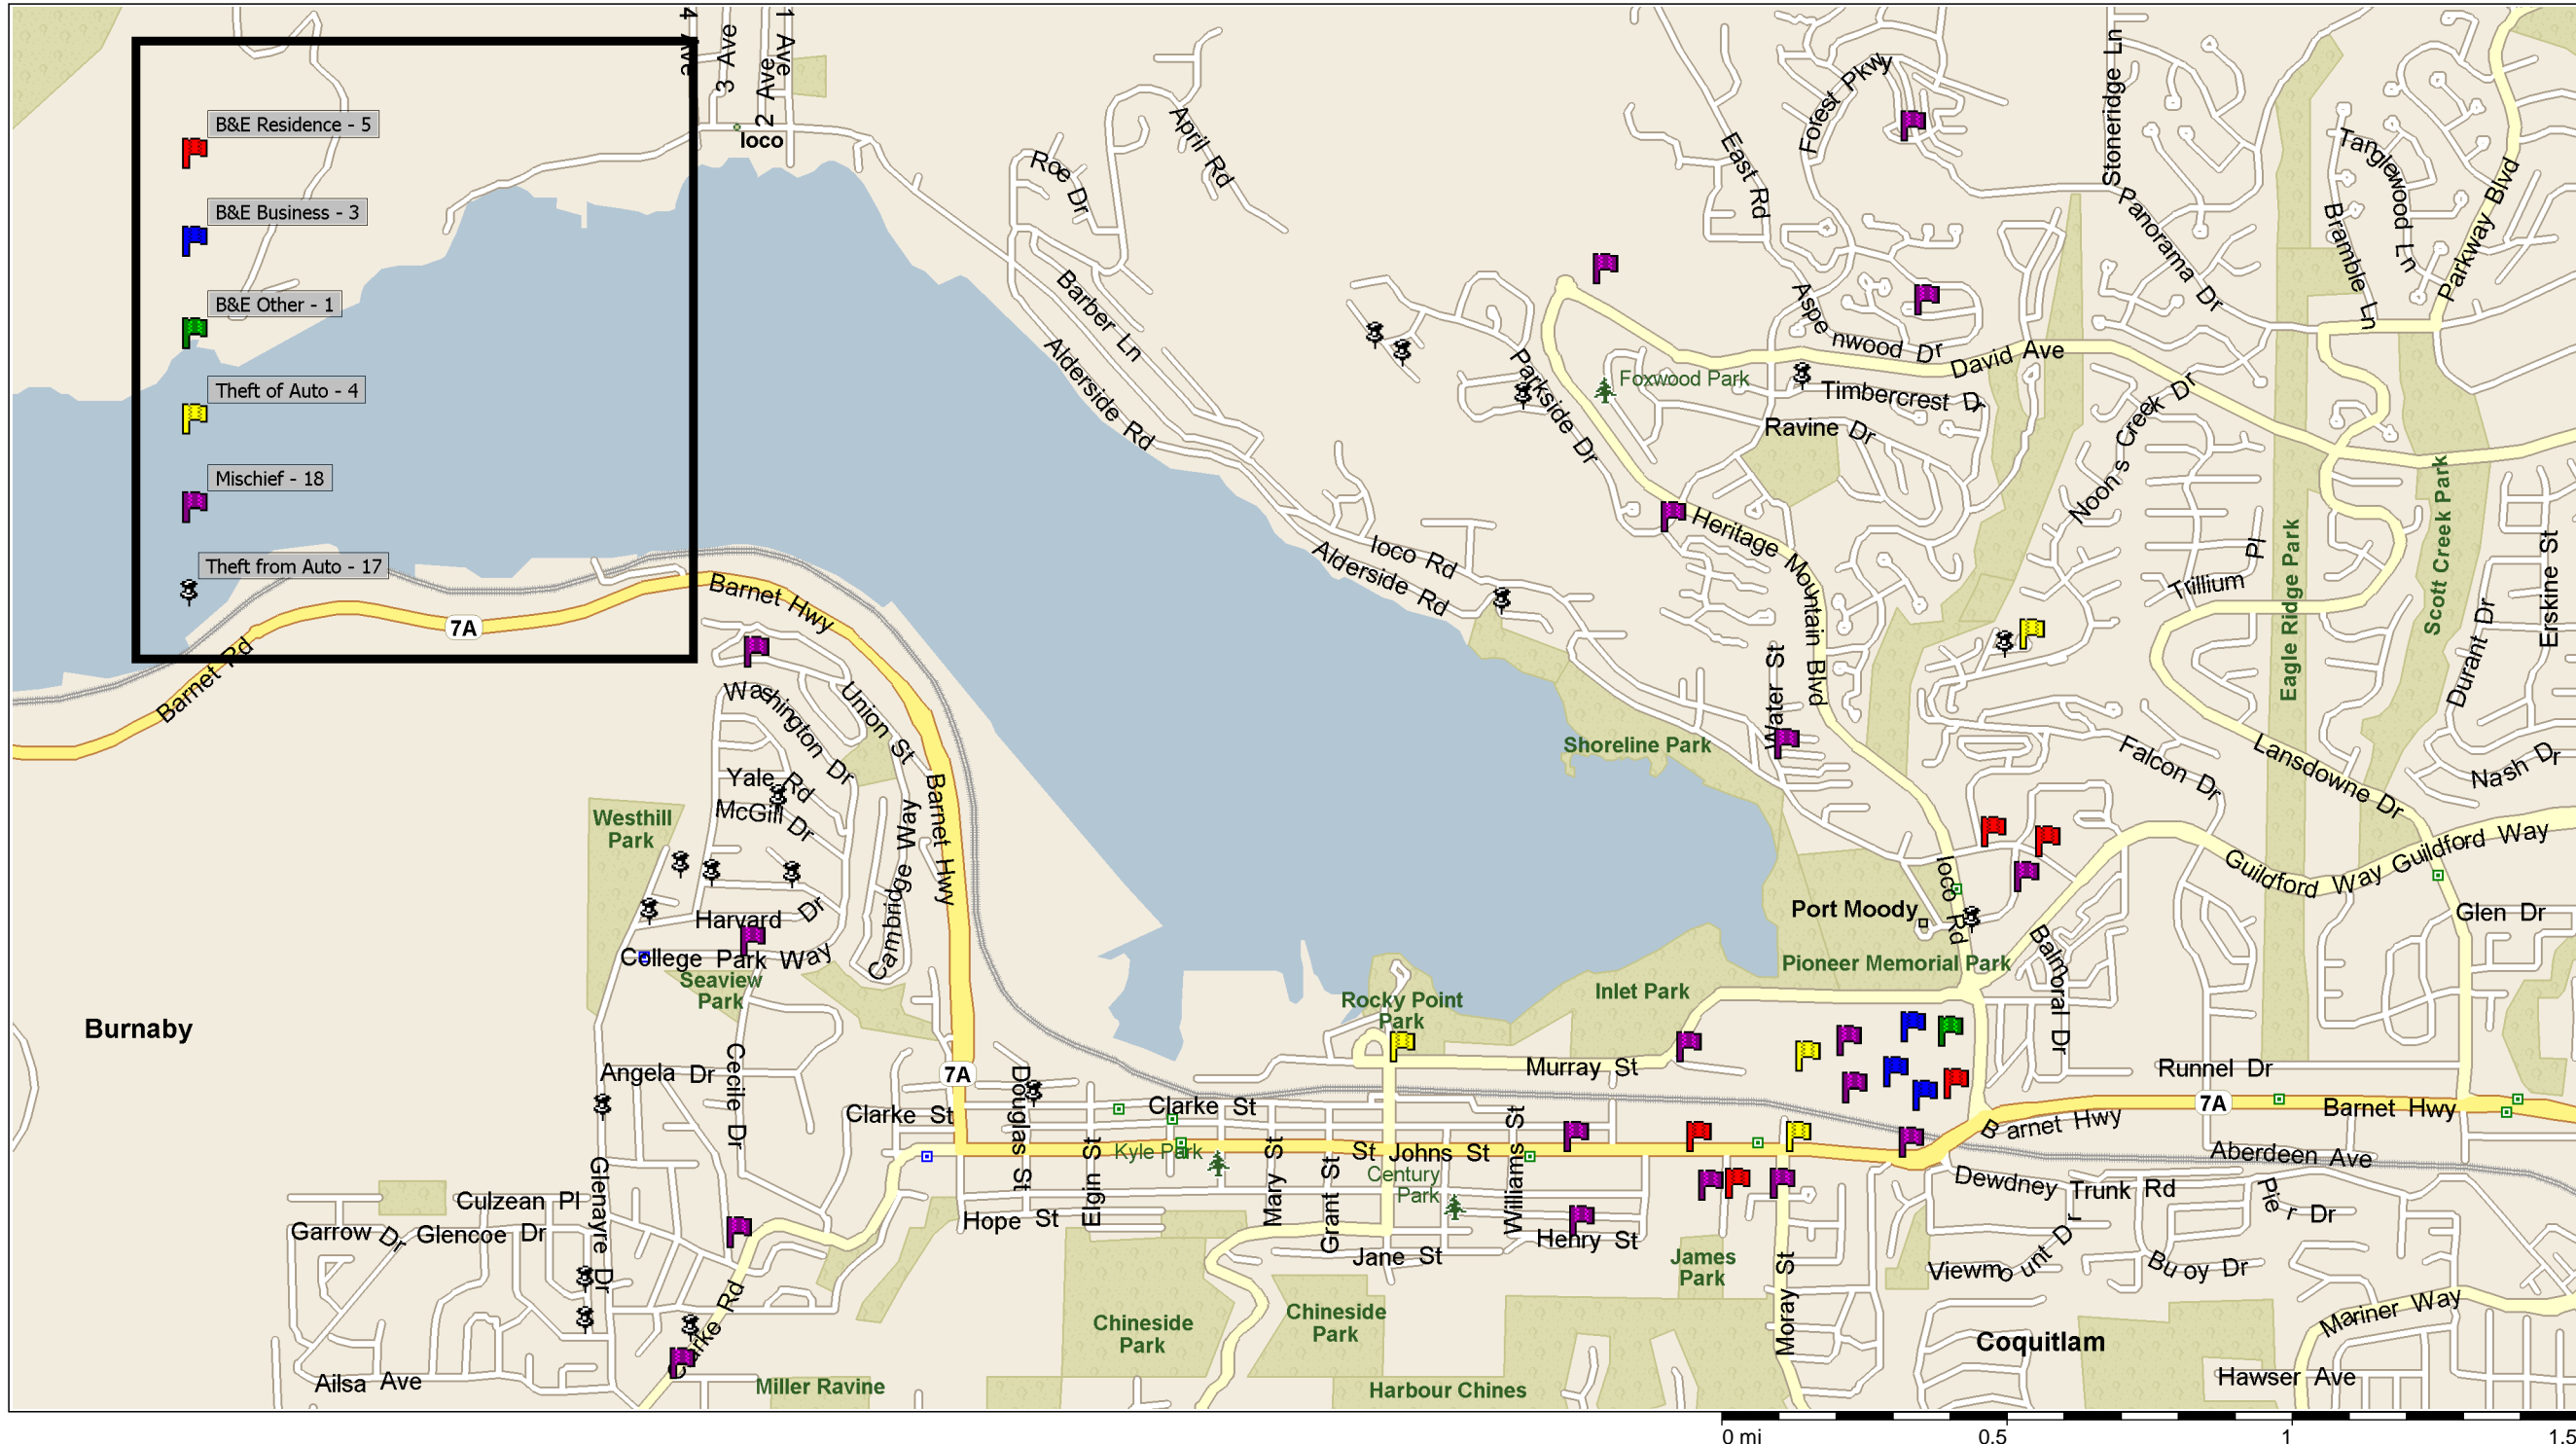 4 Ave
3 Ave
2 Ave
1 Ave
Ioco
B&E Residence - 5
B&E Business - 3
B&E Other - 1
Theft of Auto - 4
Mischief - 18
Theft from Auto - 17
April Rd
Roe Dr
Barber Ln
Alderside Rd
Forest Pkwy
East Rd
Stoneridge Ln
Panorama Dr
Tanglewood Ln
Bramble Ln
Parkway Blvd
Aspenwood Dr
David Ave
Parkside Dr
Foxwood Park
Timbercrest Dr
Ravine Dr
Noons Creek Dr
Heritage Mountain Blvd
Ioco Rd
Alderside Rd
Trillium Pl
Eagle Ridge Park
Scott Creek Park
Erskine St
Durant Dr
7A
Barnet Hwy
Barnet Rd
Washington Dr
Union St
Yale Rd
McGill Dr
Westhill
Park
Barnet Hwy
Cambridge Way
Harvard Dr
College Park Way
Seaview
Park
Water St
Shoreline Park
Falcon Dr
Lansdowne Dr
Nash Dr
Guildford Way
Guildford Way
Glen Dr
Ioco Rd
Port Moody
Balmoral Dr
Pioneer Memorial Park
Inlet Park
Rocky Point
Park
Burnaby
Angela Dr
Cecile Dr
7A
Douglas St
Clarke St
Clarke St
Murray St
Runnel Dr
7A
Barnet Hwy
Barnet Hwy
Kyle Park
St Johns St
Century
Park
Williams St
Elgin St
Mary St
Grant St
Aberdeen Ave
Dewdney Trunk Rd
Pier Dr
Glenayre Dr
Culzean Pl
Garrow Dr
Glencoe Dr
Hope St
Henry St
Jane St
James
Park
Moray St
Viewmount Dr
Buoy Dr
Mariner Way
Clarke Rd
Chineside
Park
Chineside
Park
Coquitlam
Ailsa Ave
Miller Ravine
Harbour Chines
Hawser Ave
0 mi
0.5
1
1.5